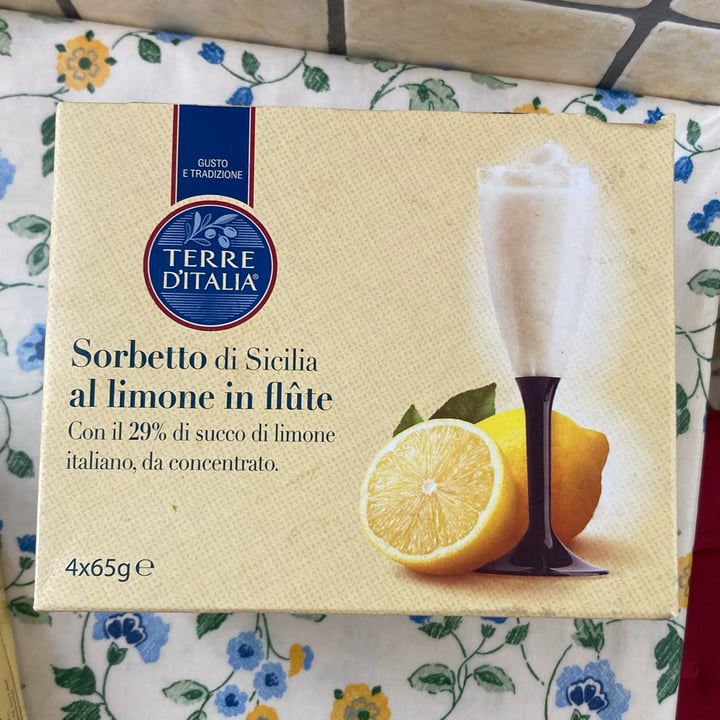 GUSTO
E TRADIZIONE
TERRE
D'ITALIA®
Sorbetto di Sicilia
al limone in flûte
Con il 29% di succo di limone
italiano, da concentrato.
4x65g ℮